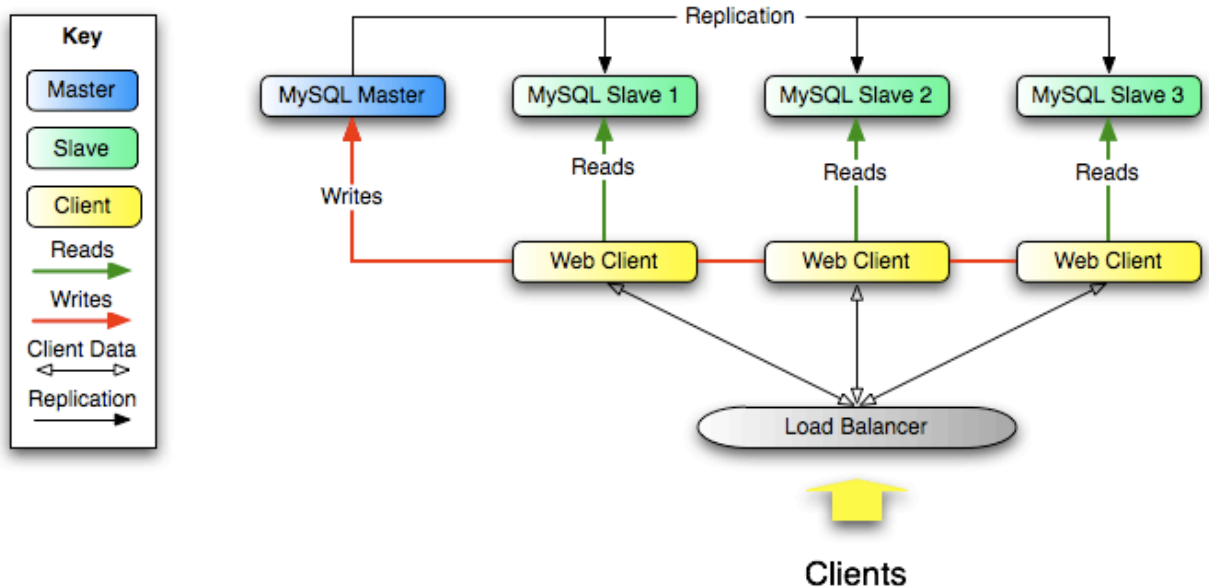 Key
Master
Slave
Client
Reads
Writes
Client Data
Replication
Replication
MySQL Master
MySQL Slave 1
MySQL Slave 2
MySQL Slave 3
Reads
Reads
Reads
Writes
Web Client
Web Client
Web Client
Load Balancer
Clients